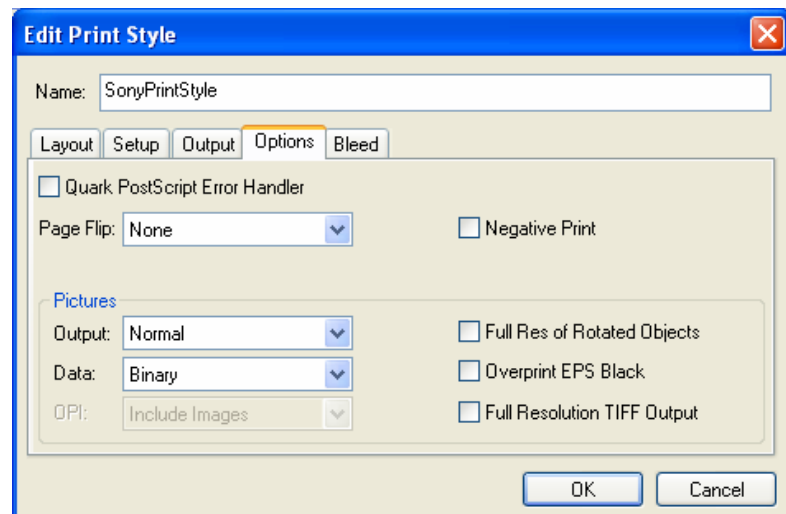 Edit Print Style
Name: SonyPrintStyle
Layout Setup Output Options Bleed
Quark PostScript Error Handler
Page Flip: None Negative Print
Pictures
Output: Normal Full Res of Rotated Objects
Data: Binary Overprint EPS Black
OPI: Include Images Full Resolution TIFF Output
OK Cancel